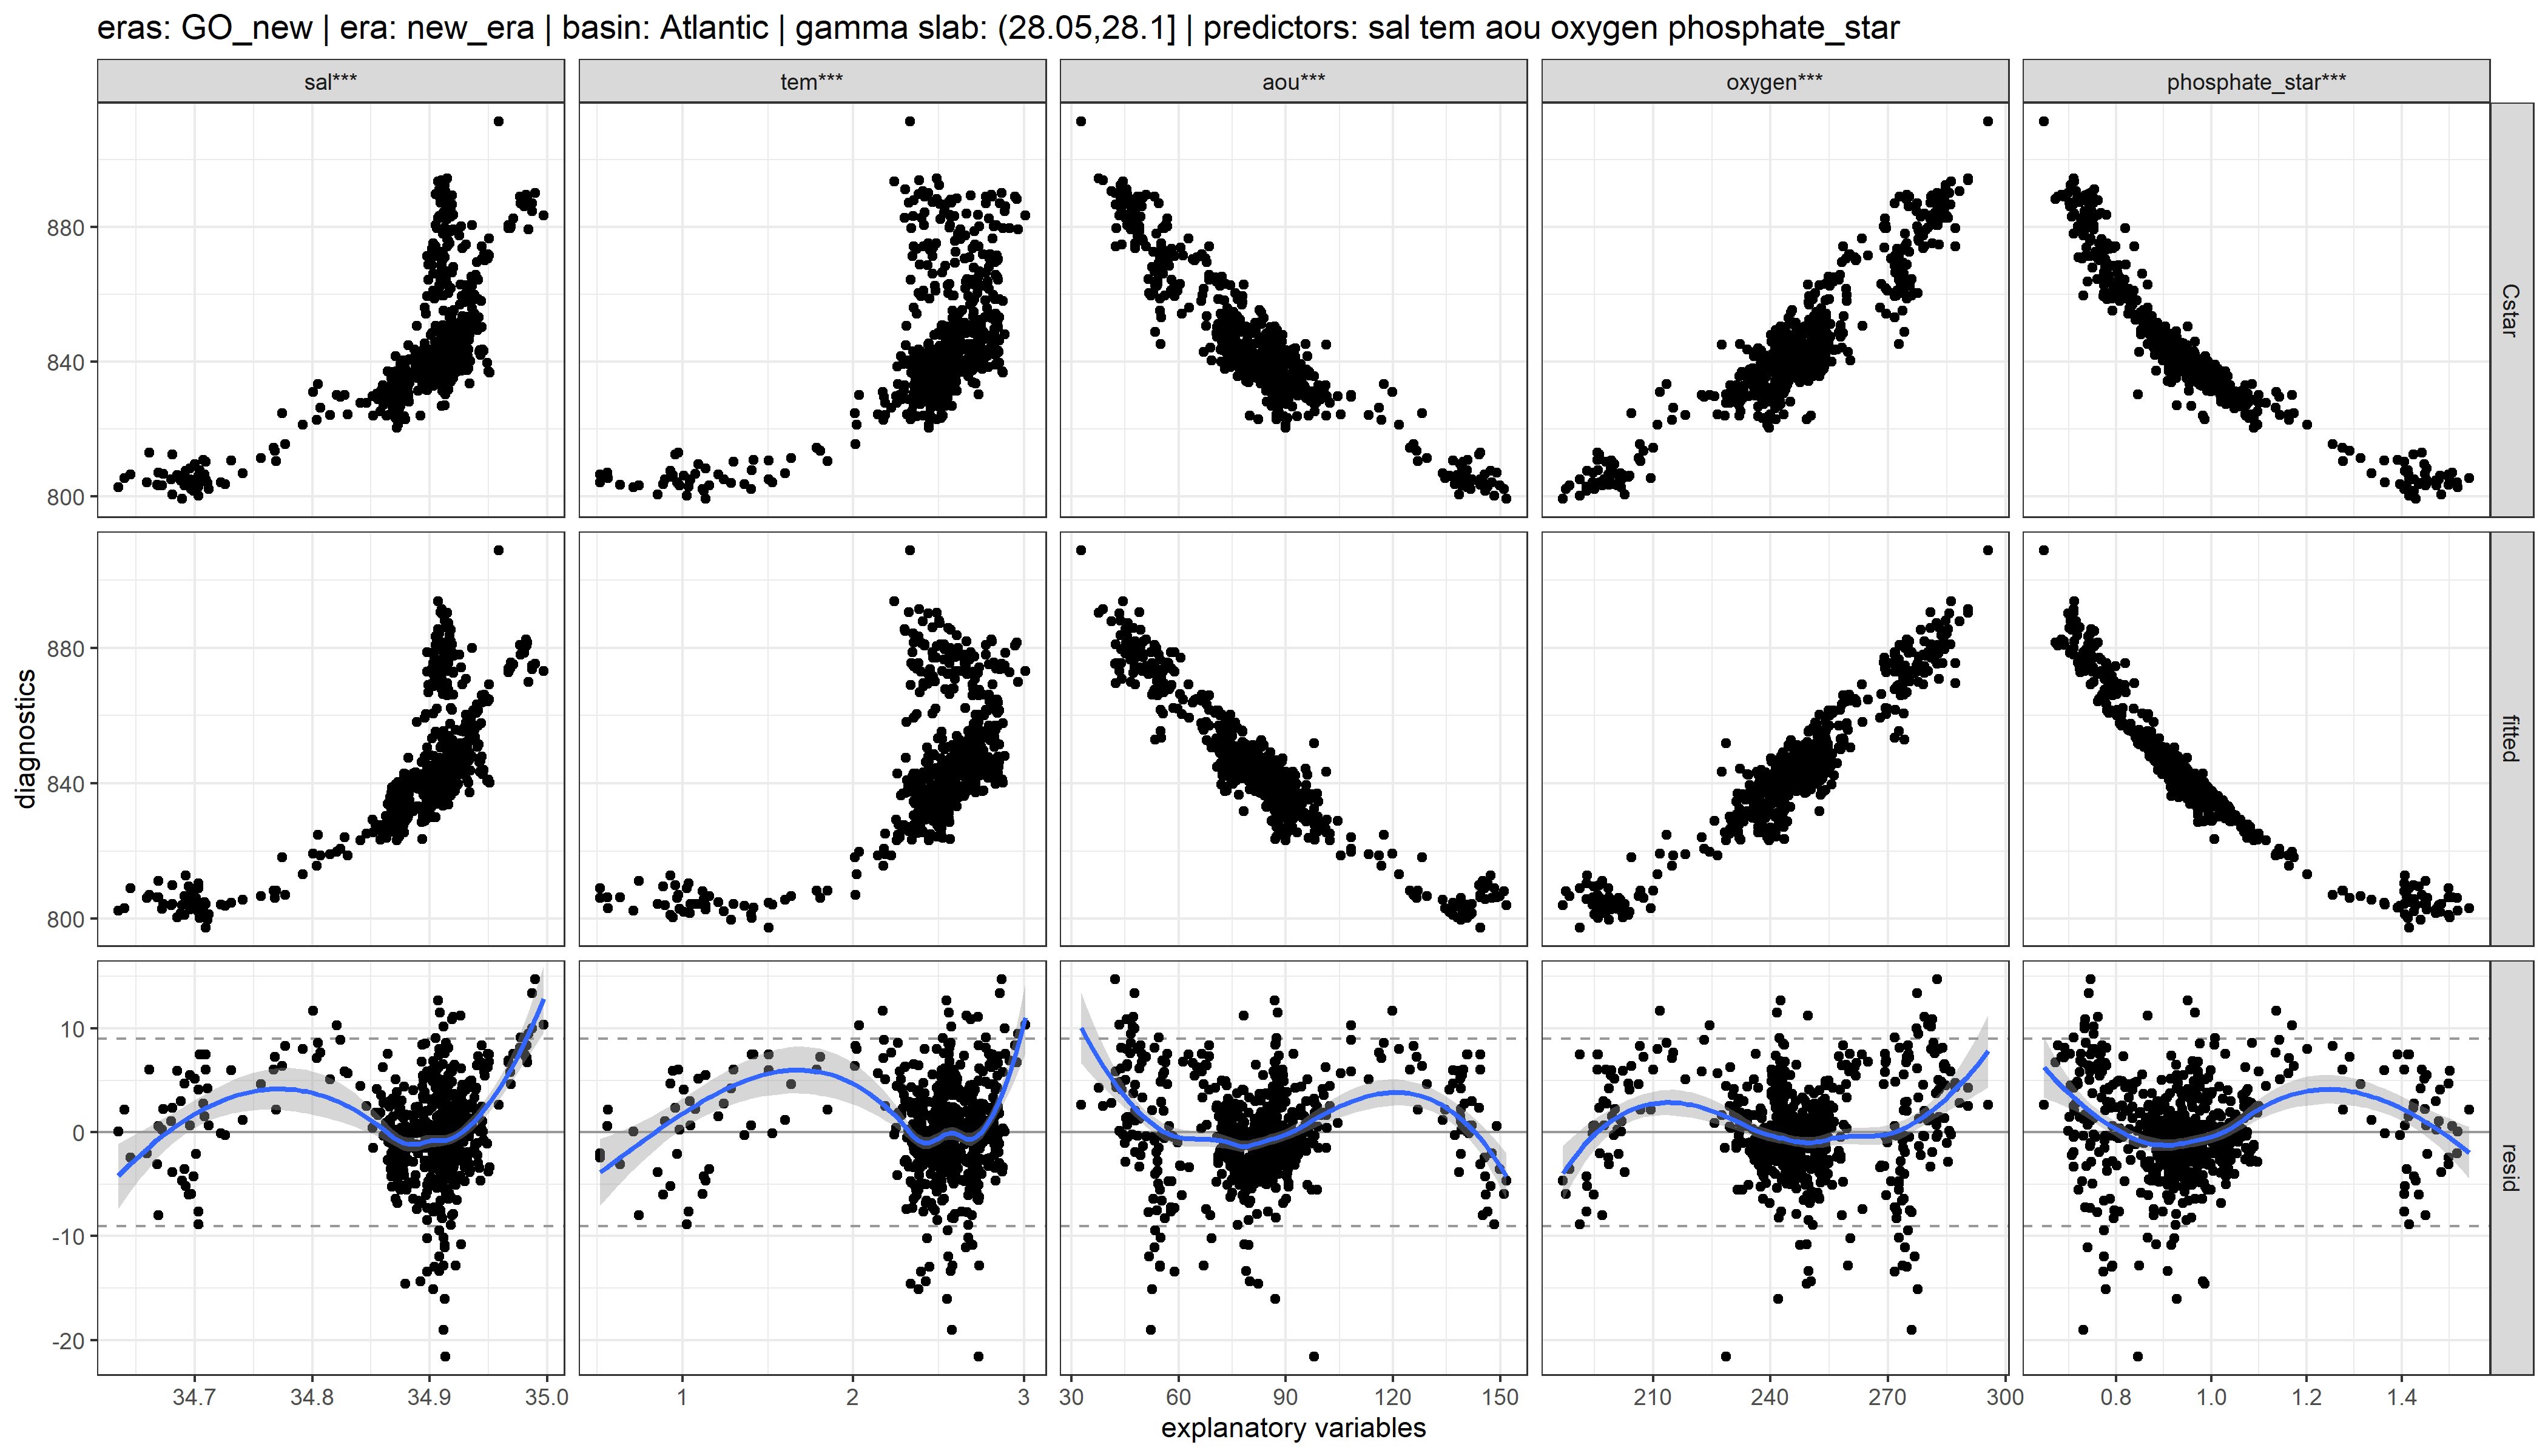 eras: GO_new | era: new_era | basin: Atlantic | gamma slab: (28.05,28.1] | predictors: sal tem aou oxygen phosphate_star
sal***
tem***
aou***
oxygen***
phosphate_star***
880
840
800
Cstar
880
840
800
fitted
diagnostics
10
0
-10
-20
resid
34.7
34.8
34.9
35.0
1
2
3
30
60
90
120
150
210
240
270
300
0.8
1.0
1.2
1.4
explanatory variables